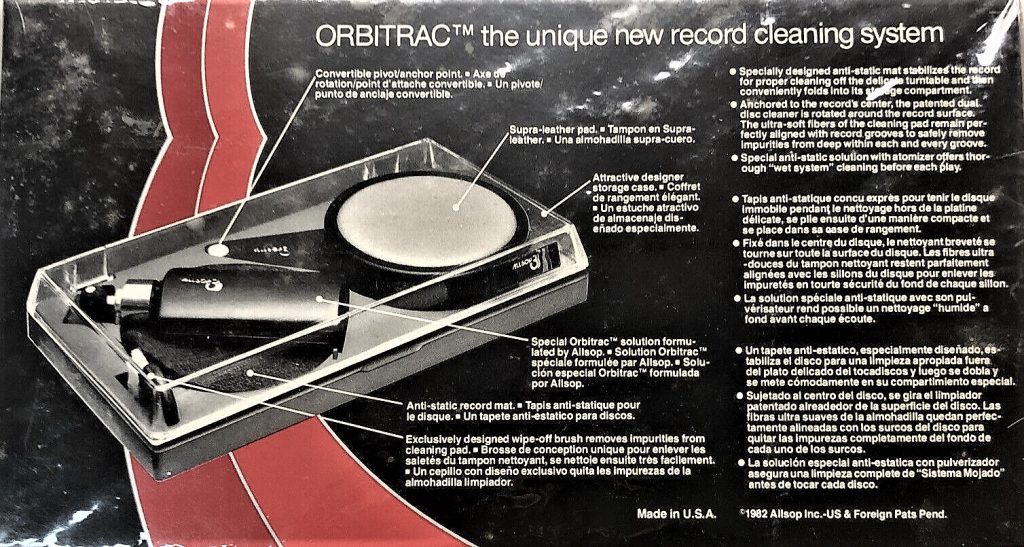 ORBITRAC™ the unique new record cleaning system
Convertible pivot/anchor point. ▪ Axe de
rotation/point d'attache convertible. ▪ Un pivote/
punto de anclaje convertible.
Supra-leather pad. ▪ Tampon en Supra-
leather. ▪ Una almohadilla supra-cuero.
Attractive designer
storage case. ▪ Coffret
de rangement élégant.
▪ Un estuche atractivo
de almacenaje dis-
eñado especialmente.
Special Orbitrac™ solution formu-
lated by Allsop. ▪ Solution Orbitrac™
spéciale formulée par Allsop. ▪ Solu-
ción especial Orbitrac™ formulada
por Allsop.
Anti-static record mat. ▪ Tapis anti-statique pour
le disque. ▪ Un tapete anti-estatico para discos.
Exclusively designed wipe-off brush removes impurities from
cleaning pad. ▪ Brosse de conception unique pour enlever les
saletés du tampon nettoyant, se nettoie ensuite très facilement.
▪ Un cepillo con diseño exclusivo quita les impurezas de la
almohadilla limpiador.
● Specially designed anti-static mat stabilizes the record
for proper cleaning off the delicate turntable and then
conveniently folds into its storage compartment.
● Anchored to the record's center, the patented dual
disc cleaner is rotated around the record surface.
The ultra-soft fibers of the cleaning pad remain per-
fectly aligned with record grooves to safely remove
impurities from deep within each and every groove.
● Special anti-static solution with atomizer offers thor-
ough "wet system" cleaning before each play.
● Tapis anti-statique concu exprès pour tenir le disque
immobile pendant le nettoyage hors de la platine
délicate, se plie ensuite d'une manière compacte et
se place dans sa case de rangement.
● Fixé dans le centre du disque, le nettoyant breveté se
tourne sur toute la surface du disque. Les fibres ultra
-douces du tampon nettoyant restent parfaitement
alignées avec les sillons du disque pour enlever les
impuretés en tourte sécurité du fond de chaque sillon.
● La solution spéciale anti-statique avec son pul-
vérisateur rend possible un nettoyage "humide" a
fond avant chaque écoute.
● Un tapete anti-estatico, especialmente diseñado, es-
tabiliza el disco para una limpieza apropiada fuera
del plato delicado del tocadiscos y luego se dobla y
se mete cómodamente en su compartimiento especial.
● Sujetado al centro del disco, se gira el limpiador
patentado alreadedor de la superficie del disco. Las
fibras ultra suaves de la almohadilla quedan perfec-
tamente alineadas con los surcos del disco para
quitar las impurezas completamente del fondo de
cada uno de los surcos.
● La solución especial anti-estatica con pulverizador
asegura una limpieza complete de "Sistema Mojado"
antes de tocar cada disco.
Made in U.S.A. ©1982 Allsop Inc.-US & Foreign Pats Pend.